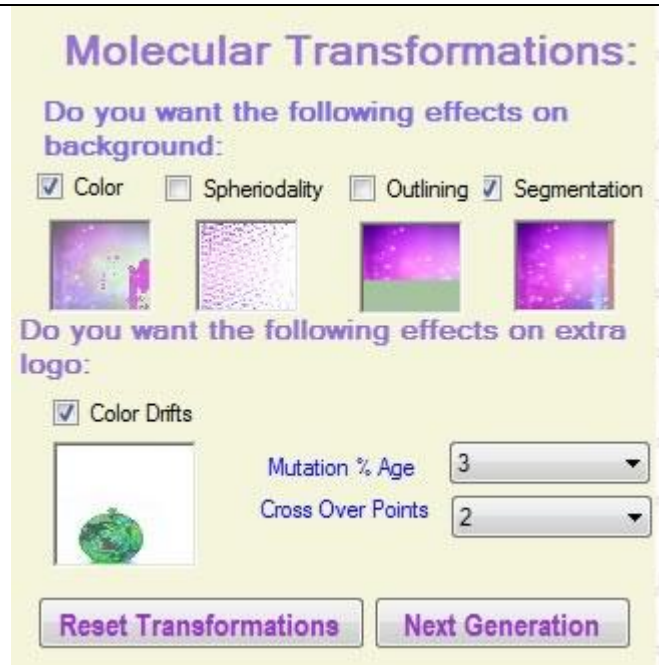 Molecular Transformations:
Do you want the following effects on
background:
Color Spheriodality Outlining Segmentation
Do you want the following effects on extra
logo:
Color Drifts
Mutation % Age 3
Cross Over Points 2
Reset Transformations Next Generation